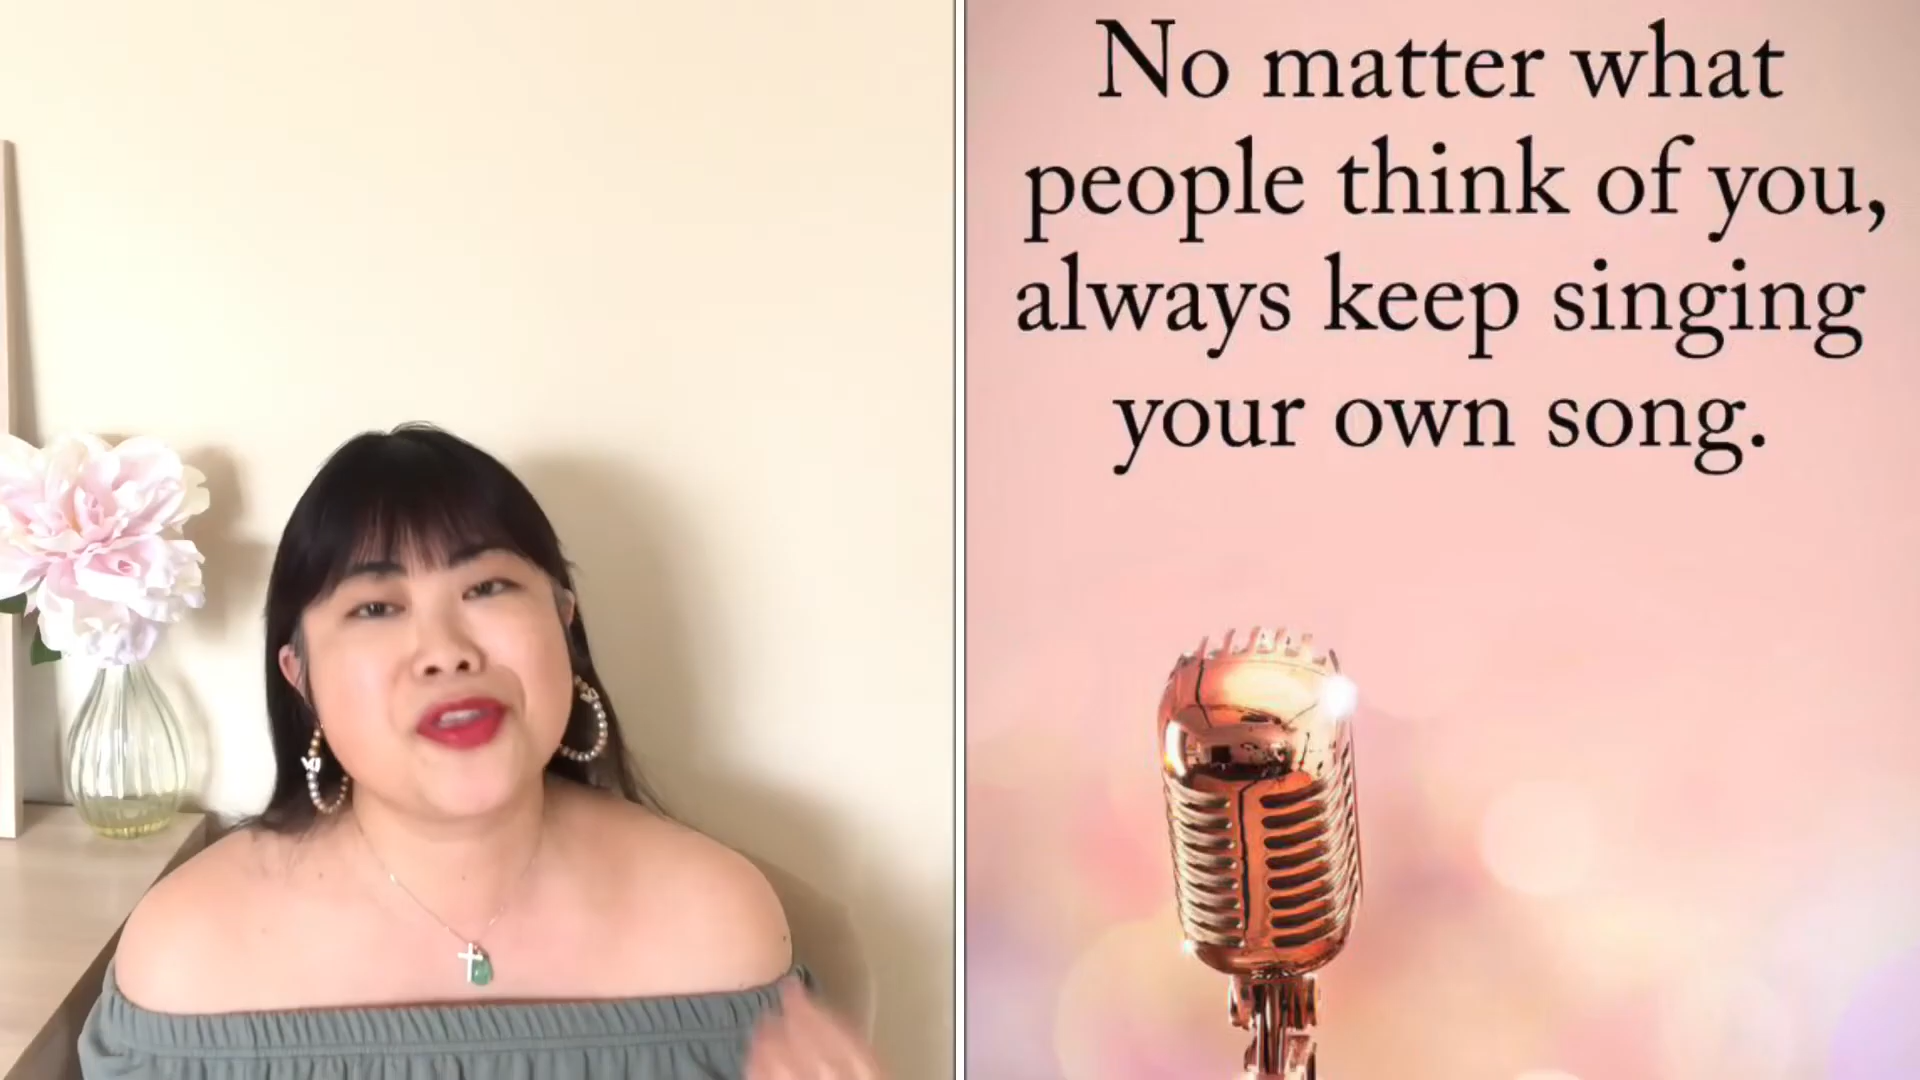 No matter what
people think of you,
always keep singing
your own song.